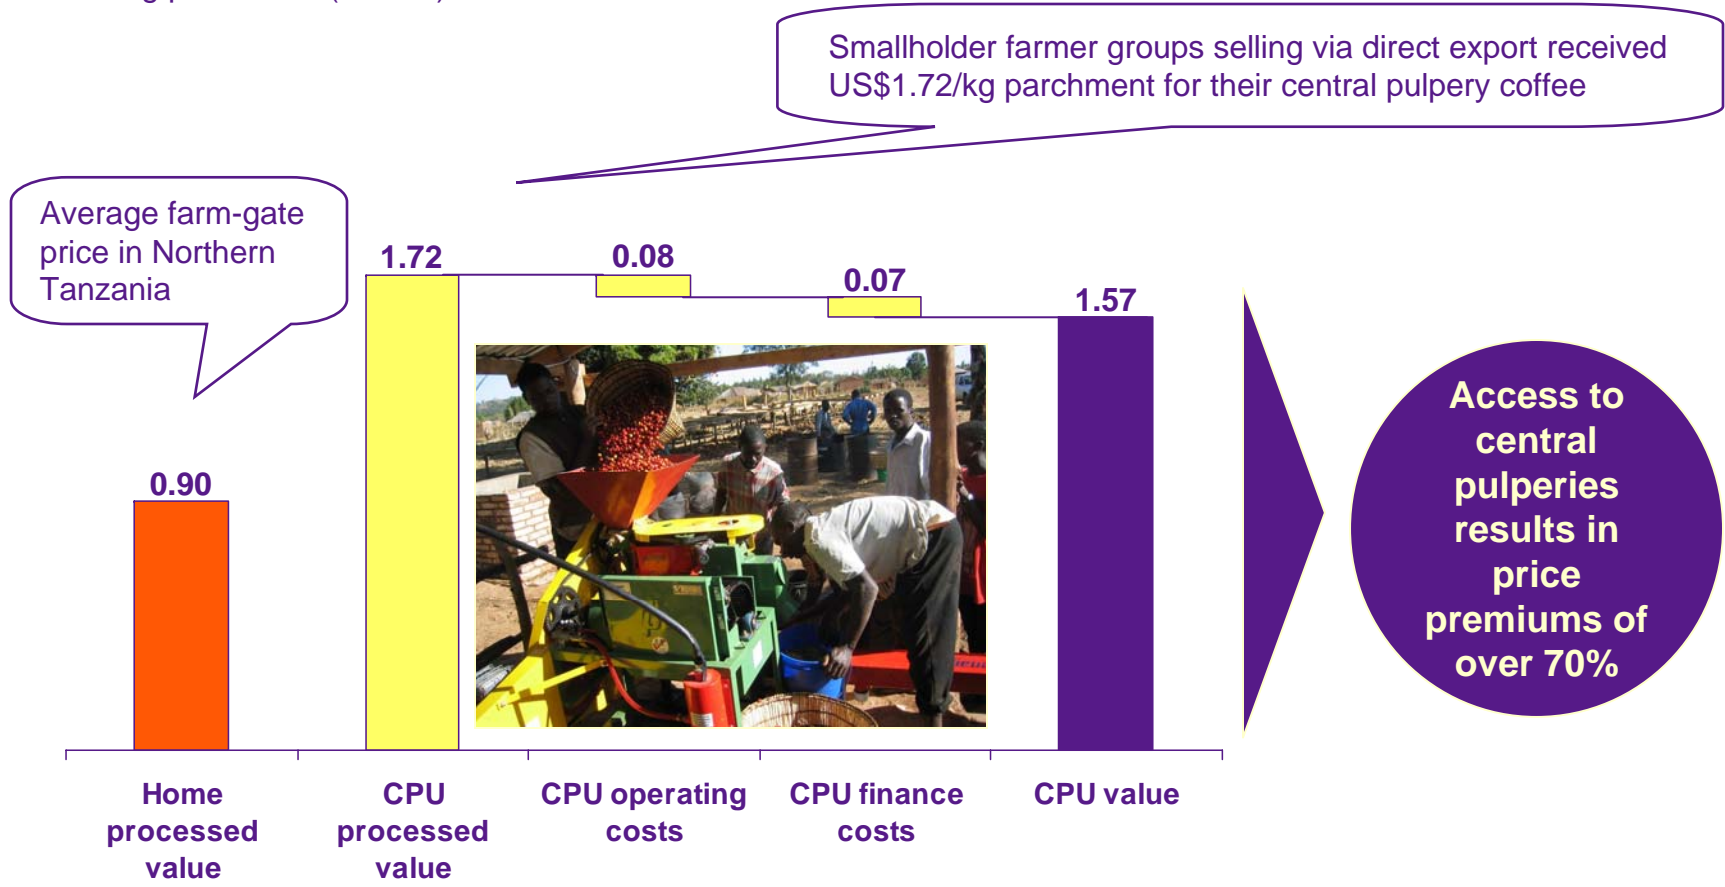 Smallholder farmer groups selling via direct export received
US$1.72/kg parchment for their central pulpery coffee
Average farm-gate
price in Northern
Tanzania
0.90
1.72
0.08
0.07
1.57
Access to
central
pulperies
results in
price
premiums of
over 70%
Home
processed
value
CPU
processed
value
CPU operating
costs
CPU finance
costs
CPU value